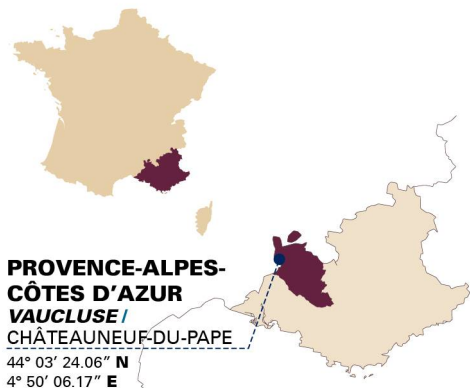 PROVENCE-ALPES-
CÔTES D’AZUR
VAUCLUSE /
CHÂTEAUNEUF-DU-PAPE
44° 03’ 24.06” N
4° 50’ 06.17” E